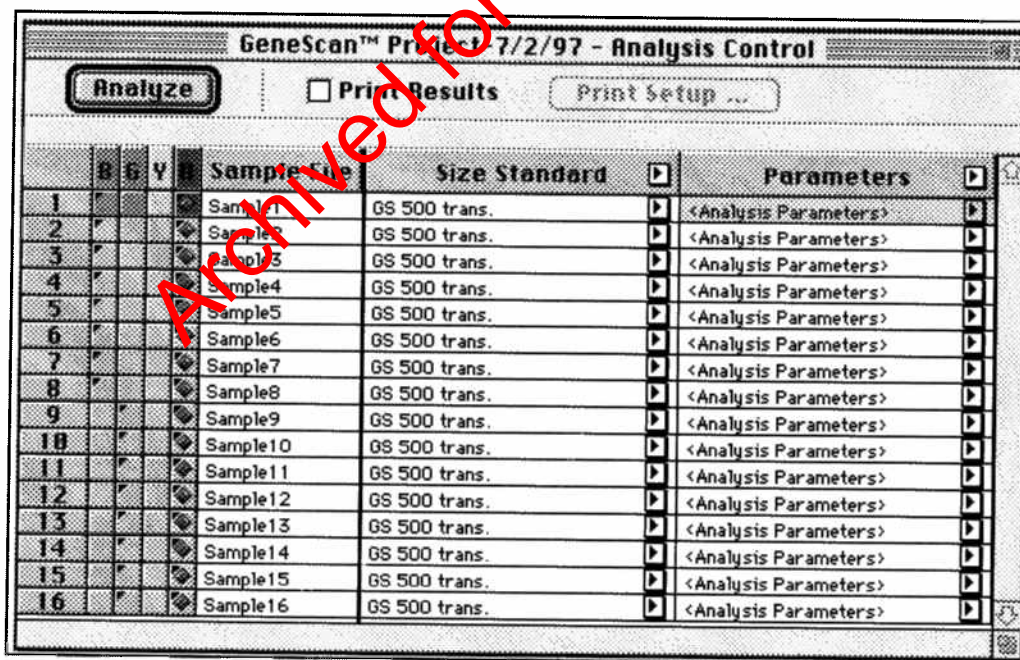 GeneScan™ Project-7/2/97 - Analysis Control
Analyze Print Results Print Setup ...
B G Y R Sample File Size Standard Parameters
1 Sample1 GS 500 trans. <Analysis Parameters>
2 Sample2 GS 500 trans. <Analysis Parameters>
3 Sample3 GS 500 trans. <Analysis Parameters>
4 Sample4 GS 500 trans. <Analysis Parameters>
5 Sample5 GS 500 trans. <Analysis Parameters>
6 Sample6 GS 500 trans. <Analysis Parameters>
7 Sample7 GS 500 trans. <Analysis Parameters>
8 Sample8 GS 500 trans. <Analysis Parameters>
9 Sample9 GS 500 trans. <Analysis Parameters>
10 Sample10 GS 500 trans. <Analysis Parameters>
11 Sample11 GS 500 trans. <Analysis Parameters>
12 Sample12 GS 500 trans. <Analysis Parameters>
13 Sample13 GS 500 trans. <Analysis Parameters>
14 Sample14 GS 500 trans. <Analysis Parameters>
15 Sample15 GS 500 trans. <Analysis Parameters>
16 Sample16 GS 500 trans. <Analysis Parameters>
Archived for